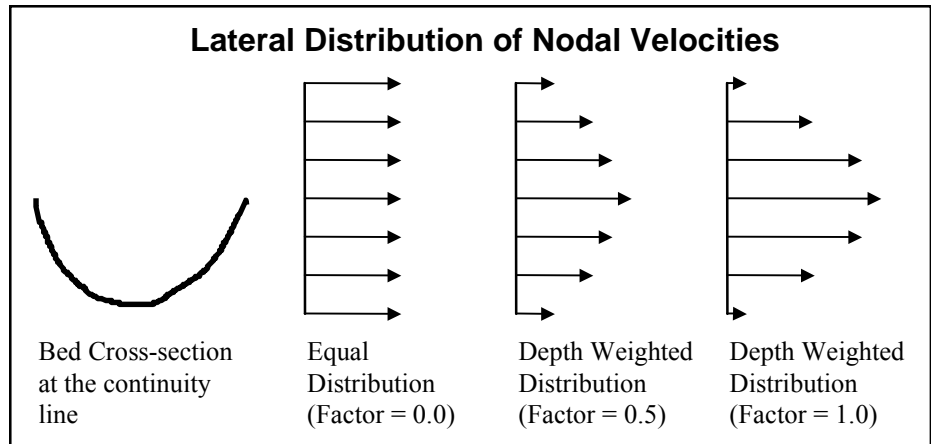 Lateral Distribution of Nodal Velocities
Bed Cross-section
at the continuity
line
Equal
Distribution
(Factor = 0.0)
Depth Weighted
Distribution
(Factor = 0.5)
Depth Weighted
Distribution
(Factor = 1.0)